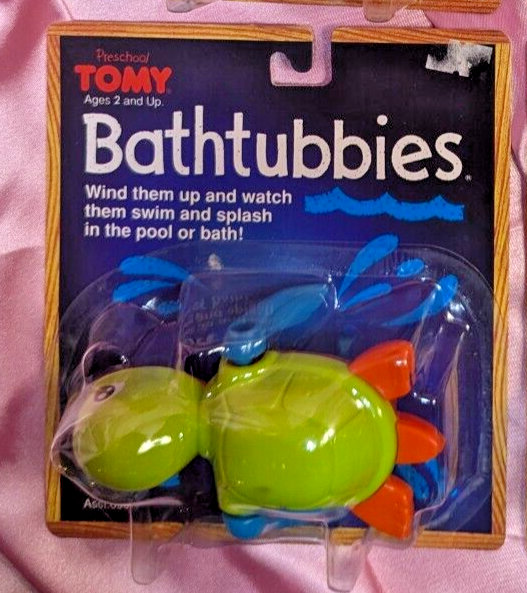 Preschool
TOMY
Ages 2 and Up.
Bathtubbies
Wind them up and watch
them swim and splash
in the pool or bath!